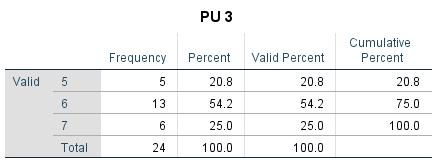 PU 3
Frequency Percent Valid Percent Cumulative Percent
Valid 5 5 20.8 20.8 20.8
6 13 54.2 54.2 75.0
7 6 25.0 25.0 100.0
Total 24 100.0 100.0